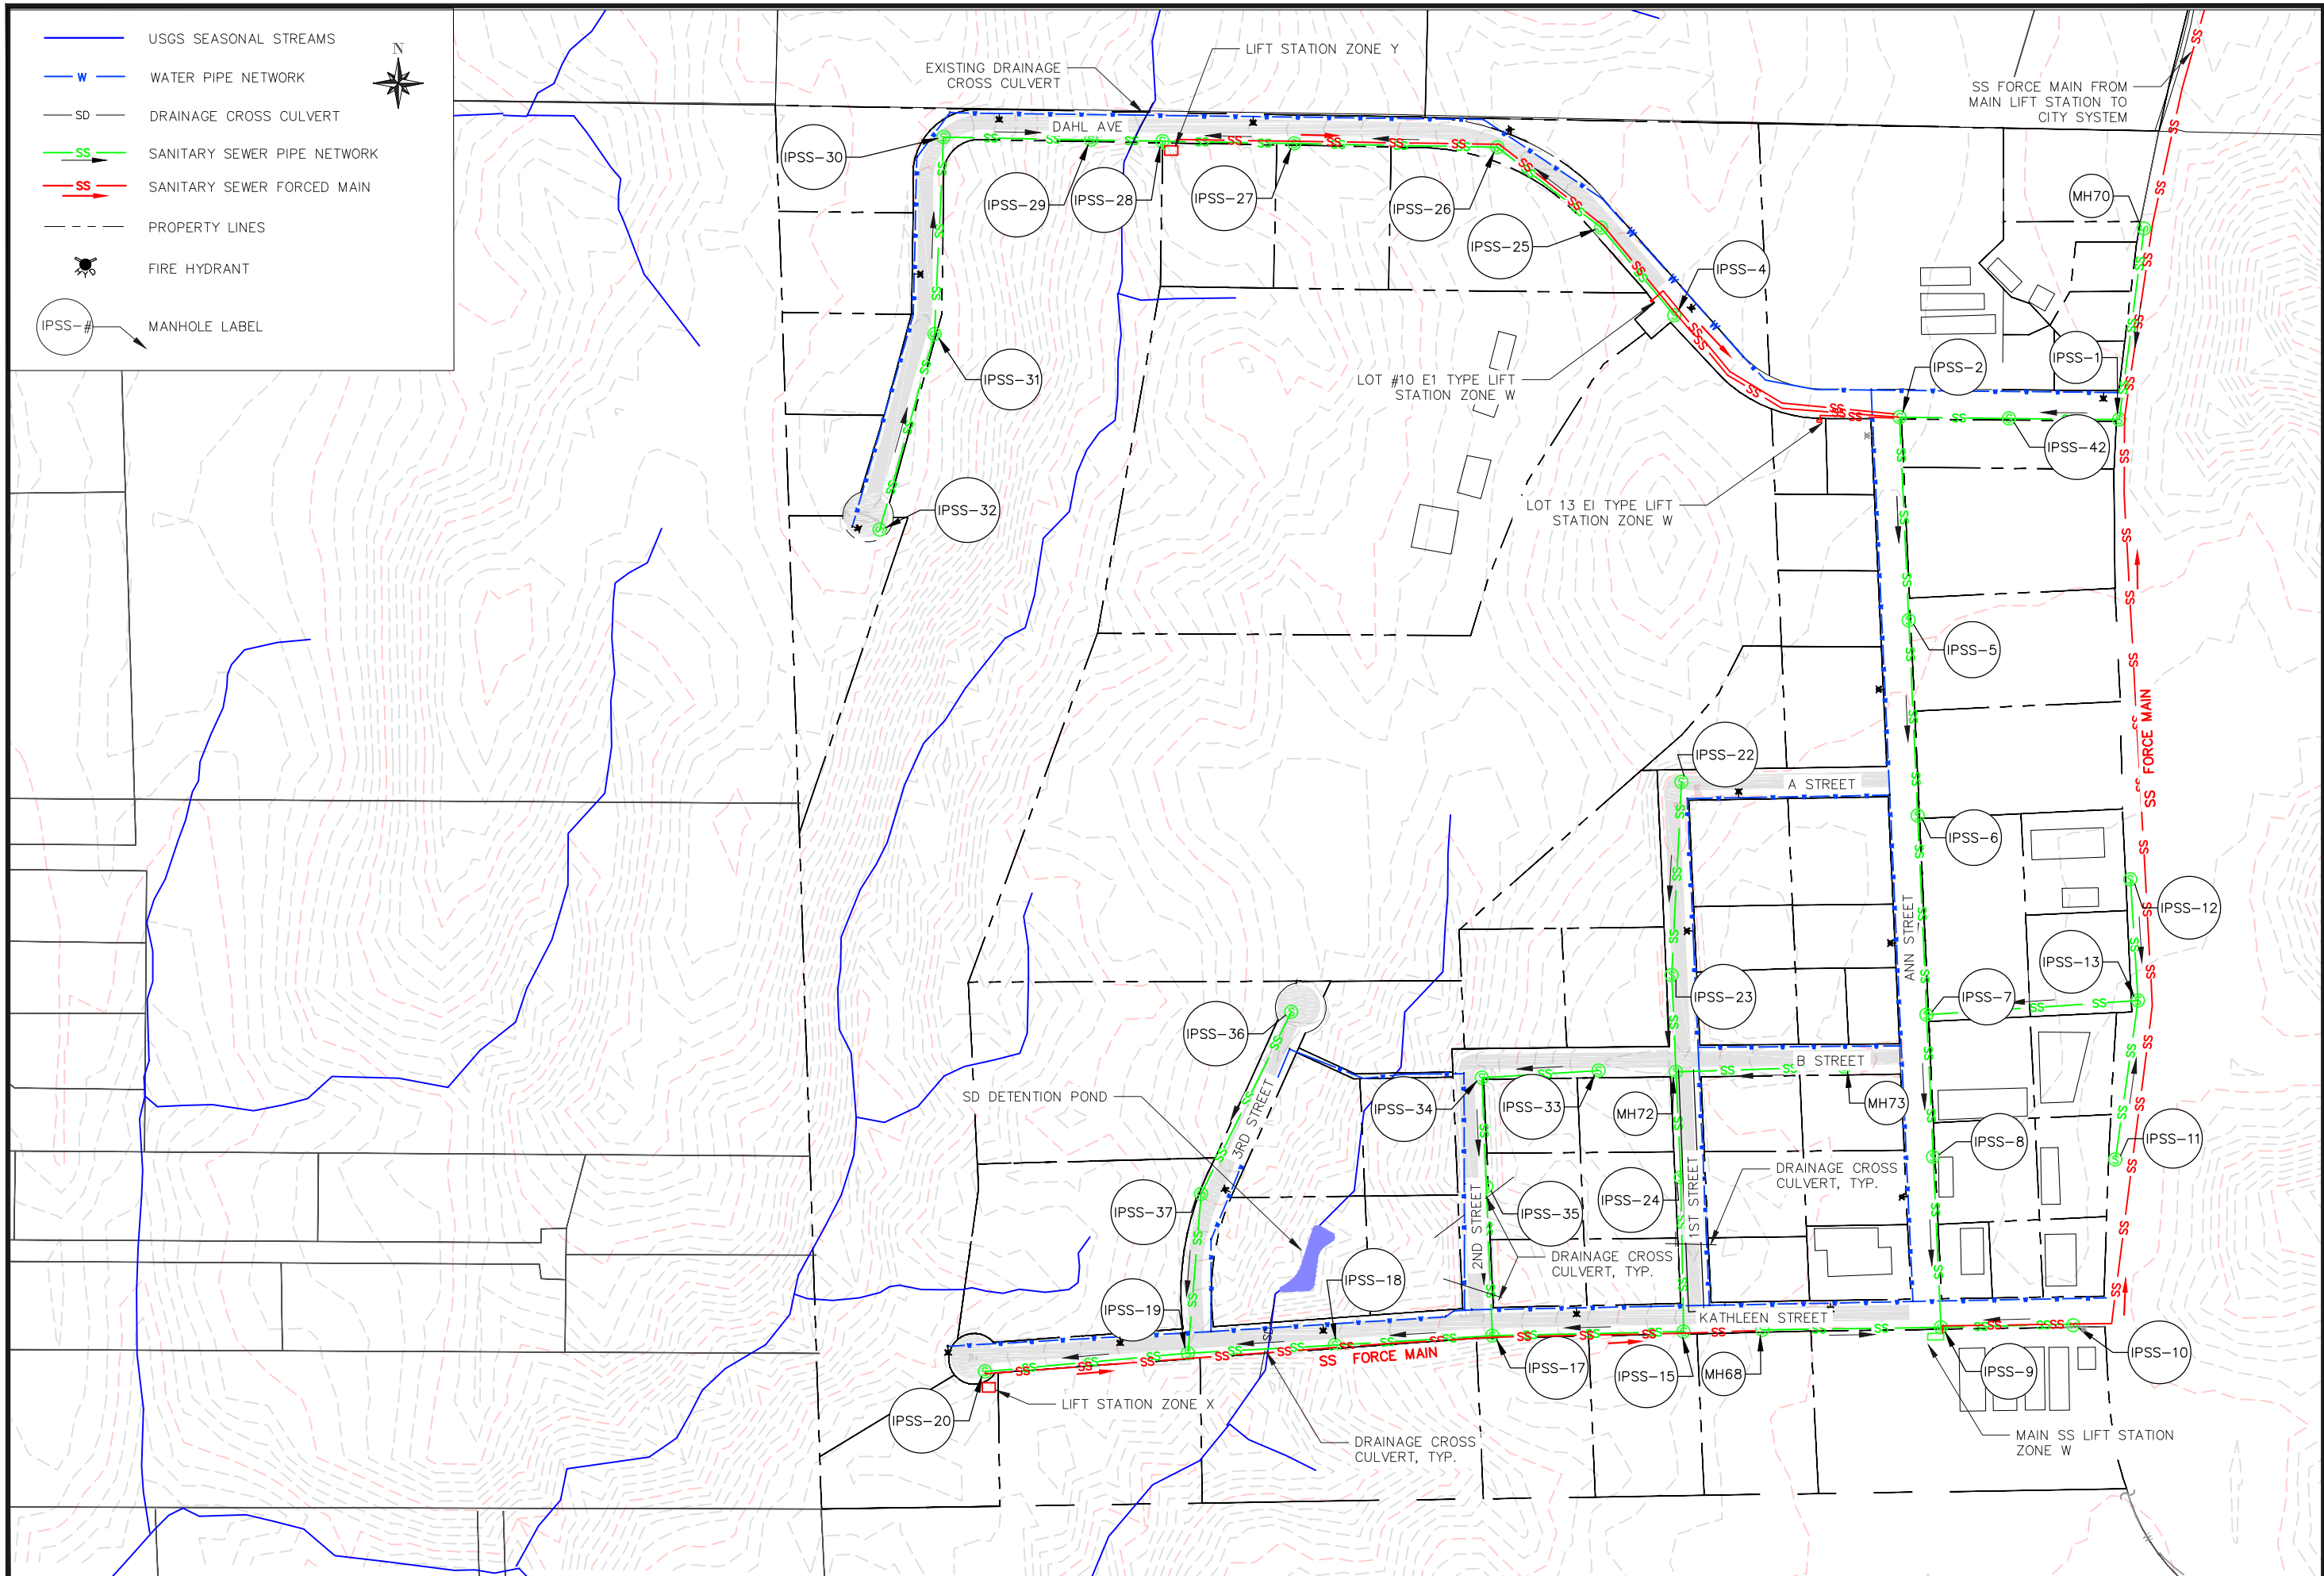 USGS SEASONAL STREAMS
N
W
WATER PIPE NETWORK
SD
DRAINAGE CROSS CULVERT
SS
SANITARY SEWER PIPE NETWORK
SS
SANITARY SEWER FORCED MAIN
PROPERTY LINES
FIRE HYDRANT
IPSS-#
MANHOLE LABEL
EXISTING DRAINAGE
CROSS CULVERT
LIFT STATION ZONE Y
SS FORCE MAIN FROM
MAIN LIFT STATION TO
CITY SYSTEM
DAHL AVE
IPSS-30
IPSS-29
IPSS-28
IPSS-27
IPSS-26
IPSS-25
IPSS-4
MH70
IPSS-1
IPSS-2
IPSS-31
LOT #10 E1 TYPE LIFT
STATION ZONE W
IPSS-42
IPSS-32
LOT 13 E1 TYPE LIFT
STATION ZONE W
IPSS-5
SS FORCE MAIN
IPSS-22
A STREET
IPSS-6
IPSS-12
ANN STREET
IPSS-13
IPSS-23
IPSS-7
IPSS-36
B STREET
SD DETENTION POND
3RD STREET
IPSS-34
IPSS-33
MH72
MH73
IPSS-8
IPSS-11
DRAINAGE CROSS
CULVERT, TYP.
IPSS-37
2ND STREET
IPSS-35
IPSS-24
1ST STREET
DRAINAGE CROSS
CULVERT, TYP.
IPSS-18
IPSS-19
KATHLEEN STREET
SS FORCE MAIN
IPSS-17
IPSS-15
MH68
IPSS-9
IPSS-10
LIFT STATION ZONE X
IPSS-20
DRAINAGE CROSS
CULVERT, TYP.
MAIN SS LIFT STATION
ZONE W